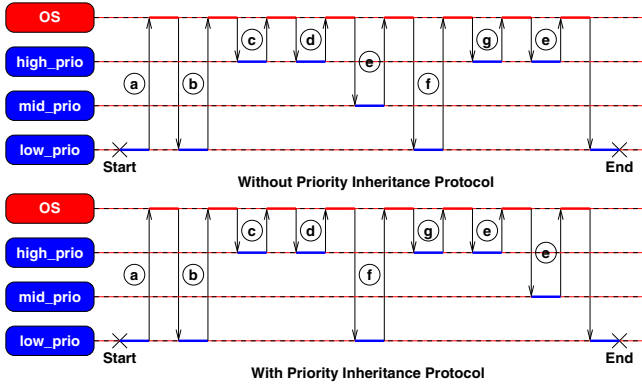 OS
c d g e
high_prio
a b e f
mid_prio
low_prio
Start End
Without Priority Inheritance Protocol
OS
c d g e
high_prio
a b f e
mid_prio
low_prio
Start End
With Priority Inheritance Protocol